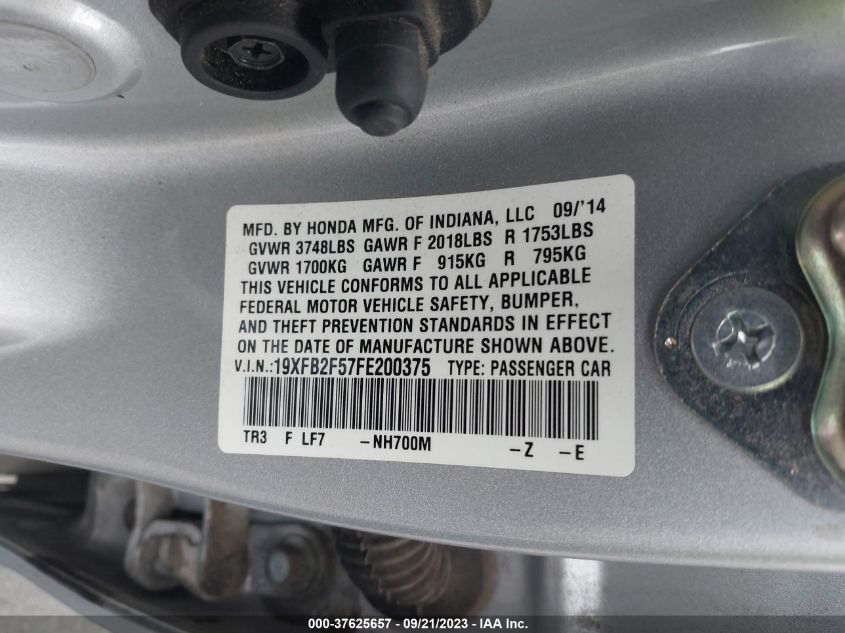 MFD. BY HONDA MFG. OF INDIANA, LLC 09/'14
GVWR 3748LBS GAWR F 2018LBS R 1753LBS
GVWR 1700KG GAWR F 915KG R 795KG
THIS VEHICLE CONFORMS TO ALL APPLICABLE
FEDERAL MOTOR VEHICLE SAFETY, BUMPER,
AND THEFT PREVENTION STANDARDS IN EFFECT
ON THE DATE OF MANUFACTURE SHOWN ABOVE.
V.I.N.:19XFB2F57FE200375 TYPE: PASSENGER CAR
TR3 F LF7 -NH700M -Z -E
000-37625657 - 09/21/2023 - IAA Inc.